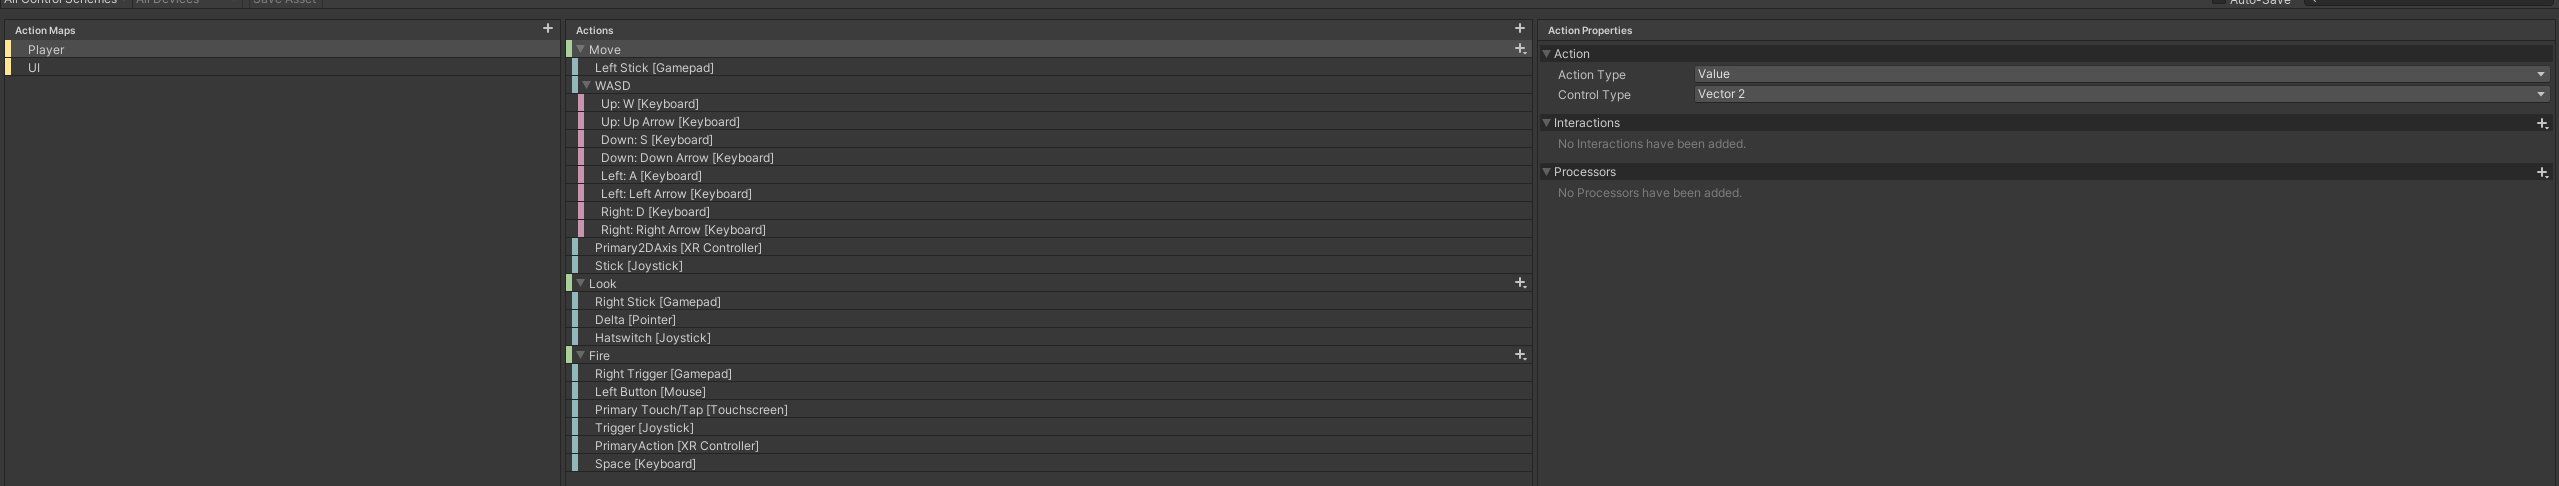 All Control Schemes All Devices Save Asset Auto-Save
Action Maps
Player
UI
Actions
Move
Left Stick [Gamepad]
WASD
Up: W [Keyboard]
Up: Up Arrow [Keyboard]
Down: S [Keyboard]
Down: Down Arrow [Keyboard]
Left: A [Keyboard]
Left: Left Arrow [Keyboard]
Right: D [Keyboard]
Right: Right Arrow [Keyboard]
Primary2DAxis [XR Controller]
Stick [Joystick]
Look
Right Stick [Gamepad]
Delta [Pointer]
Hatswitch [Joystick]
Fire
Right Trigger [Gamepad]
Left Button [Mouse]
Primary Touch/Tap [Touchscreen]
Trigger [Joystick]
PrimaryAction [XR Controller]
Space [Keyboard]
Action Properties
Action
Action Type Value
Control Type Vector 2
Interactions
No Interactions have been added.
Processors
No Processors have been added.